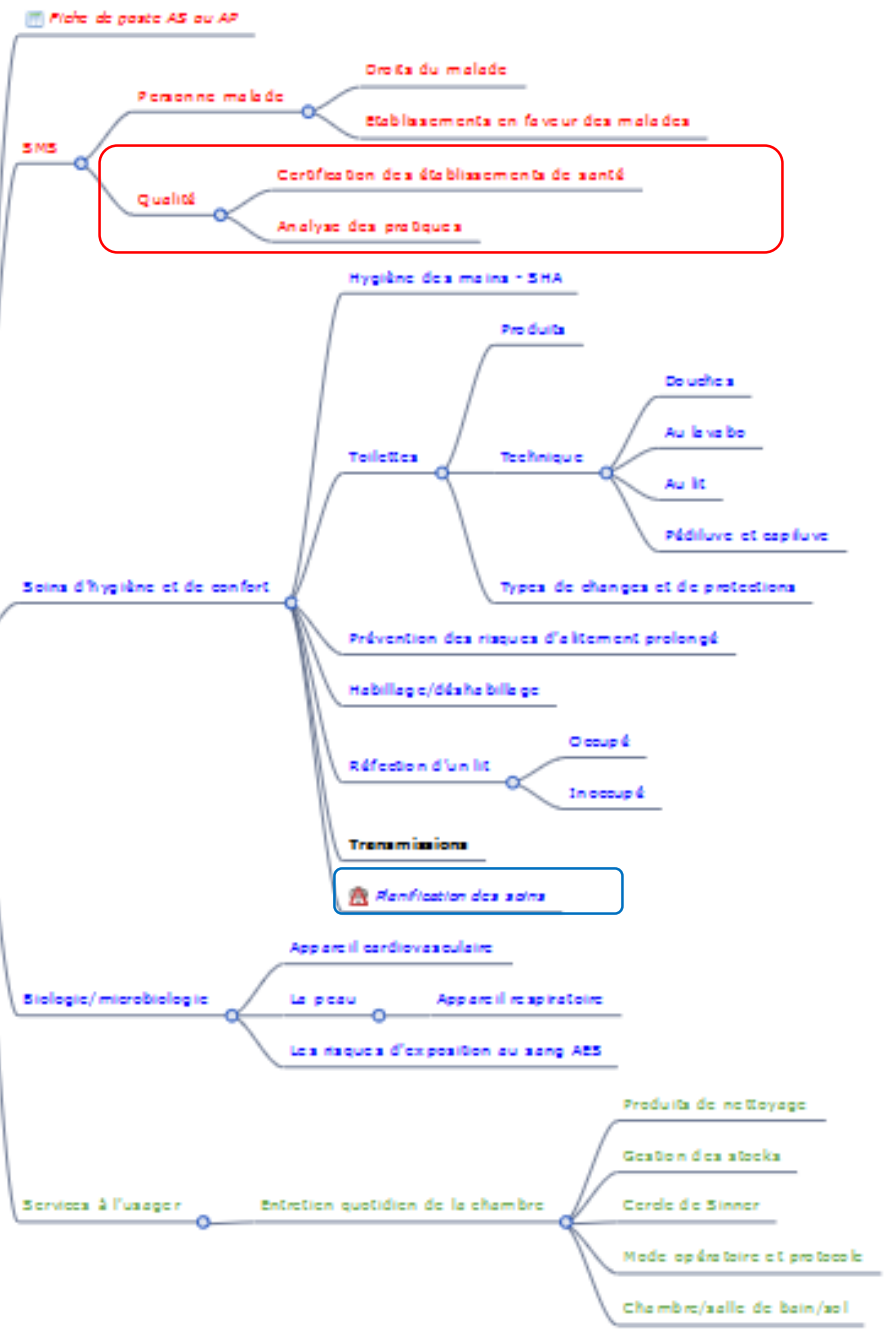 Fiche de poste AS ou AP
Droits du malade
Personne malade
Etablissements en faveur des malades
SMS
Certification des établissements de santé
Qualité
Analyse des pratiques
Hygiène des mains - SHA
Produits
Douches
Au lavabo
Toilettes
Technique
Au lit
Pédiluve et capiluve
Soins d'hygiène et de confort
Types de changes et de protections
Prévention des risques d'alitement prolongé
Habillage/déshabillage
Occupé
Réfection d'un lit
Inoccupé
Transmissions
Planification des soins
Appareil cardiovasculaire
Biologie/microbiologie
La peau
Appareil respiratoire
Les risques d'exposition au sang AES
Produits de nettoyage
Gestion des stocks
Services à l'usager
Entretien quotidien de la chambre
Cercle de Sinner
Mode opératoire et protocole
Chambre/salle de bain/sol